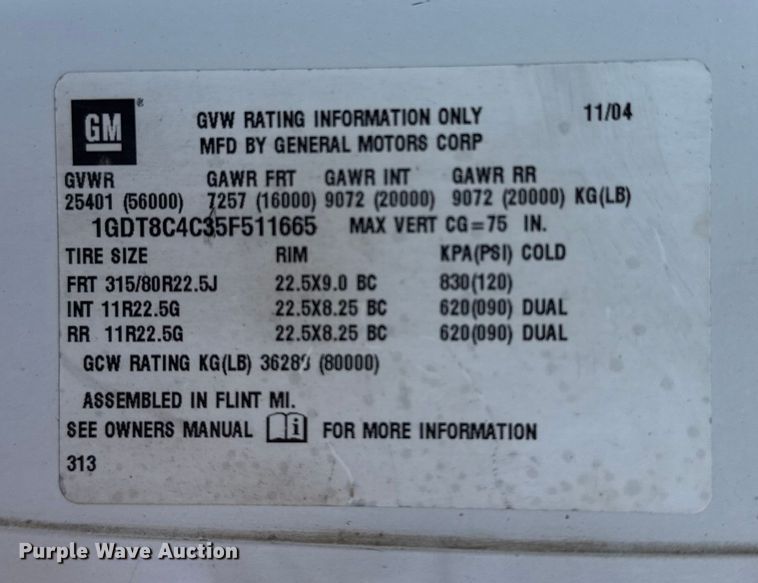 GM ®
GVW RATING INFORMATION ONLY 11/04
MFD BY GENERAL MOTORS CORP
GVWR GAWR FRT GAWR INT GAWR RR
25401 (56000) 7257 (16000) 9072 (20000) 9072 (20000) KG(LB)
1GDT8C4C35F511665 MAX VERT CG=75 IN.
TIRE SIZE RIM KPA(PSI) COLD
FRT 315/80R22.5J 22.5X9.0 BC 830(120)
INT 11R22.5G 22.5X8.25 BC 620(090) DUAL
RR 11R22.5G 22.5X8.25 BC 620(090) DUAL
GCW RATING KG(LB) 36289 (80000)
ASSEMBLED IN FLINT MI.
SEE OWNERS MANUAL i FOR MORE INFORMATION
313
Purple Wave Auction